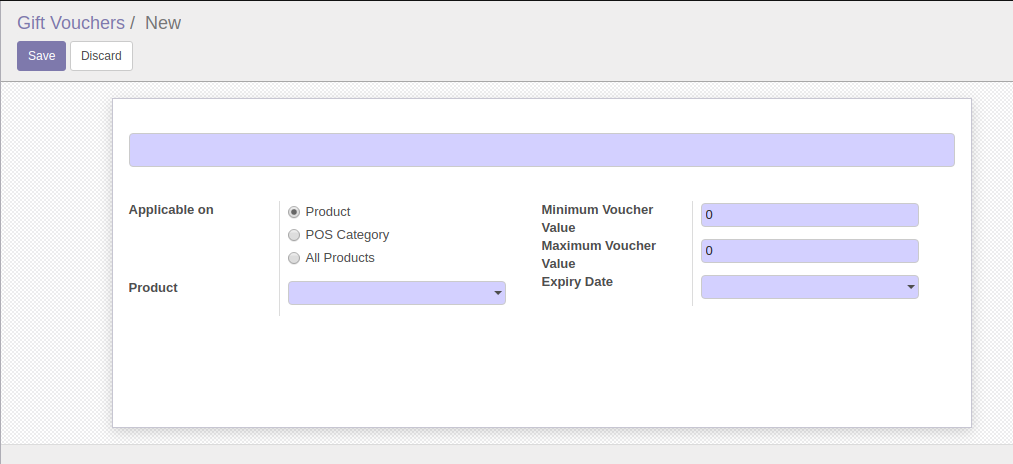 Gift Vouchers / New
Save Discard
Applicable on
Product
POS Category
All Products
Product
Minimum Voucher
Value
0
Maximum Voucher
Value
0
Expiry Date